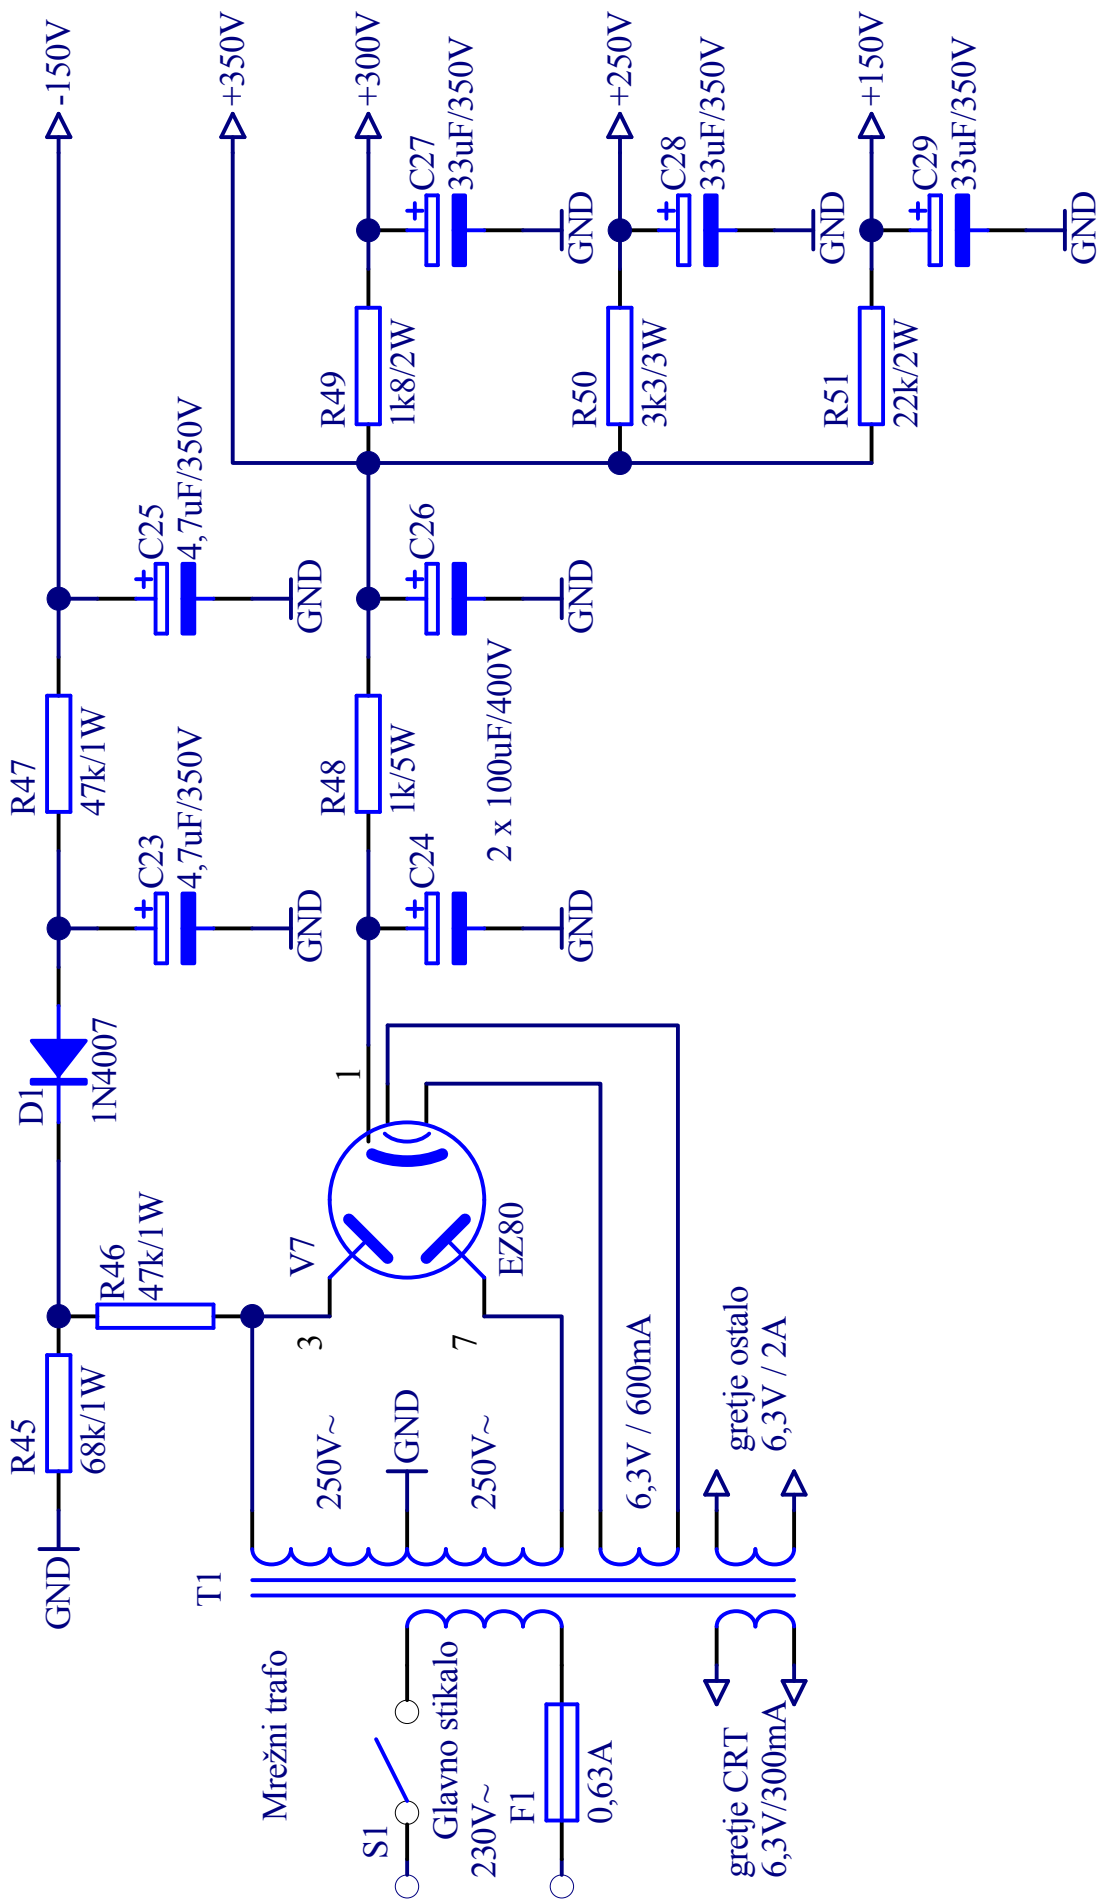 GND
R45
68k/1W
R46
47k/1W
D1
1N4007
C23
4,7uF/350V
GND
R47
47k/1W
C25
4,7uF/350V
GND
-150V
+350V
Mrežni trafo
T1
S1
Glavno stikalo
230V~
F1
0,63A
250V~
GND
250V~
3
7
V7
EZ80
1
C24
GND
R48
1k/5W
2 x 100uF/400V
C26
GND
R49
1k8/2W
C27
33uF/350V
GND
+300V
R50
3k3/3W
C28
33uF/350V
GND
+250V
R51
22k/2W
C29
33uF/350V
GND
+150V
6,3V / 600mA
gretje ostalo
6,3V / 2A
gretje CRT
6,3V/300mA